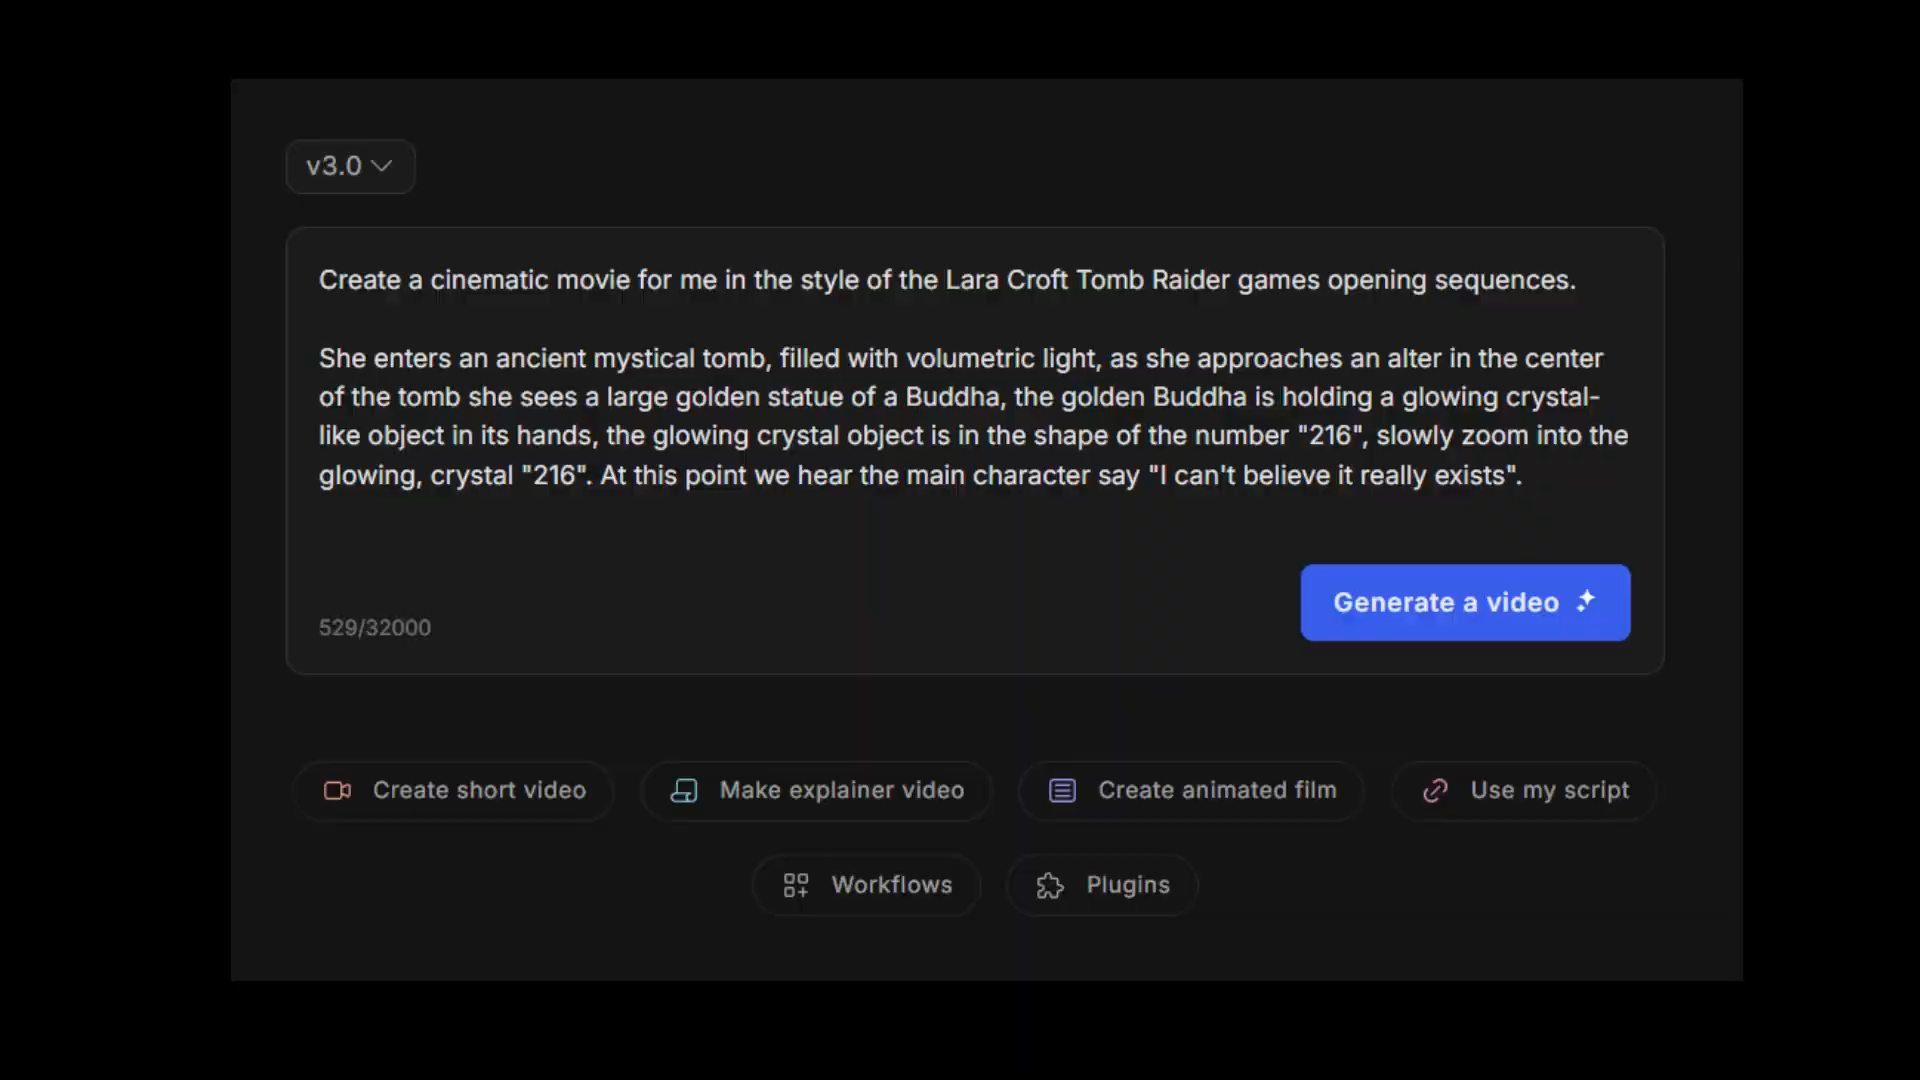 v3.0
Create a cinematic movie for me in the style of the Lara Croft Tomb Raider games opening sequences.
She enters an ancient mystical tomb, filled with volumetric light, as she approaches an alter in the center
of the tomb she sees a large golden statue of a Buddha, the golden Buddha is holding a glowing crystal-
like object in its hands, the glowing crystal object is in the shape of the number "216", slowly zoom into the
glowing, crystal "216". At this point we hear the main character say "I can't believe it really exists".
Generate a video
529/32000
Create short video
Make explainer video
Create animated film
Use my script
Workflows
Plugins